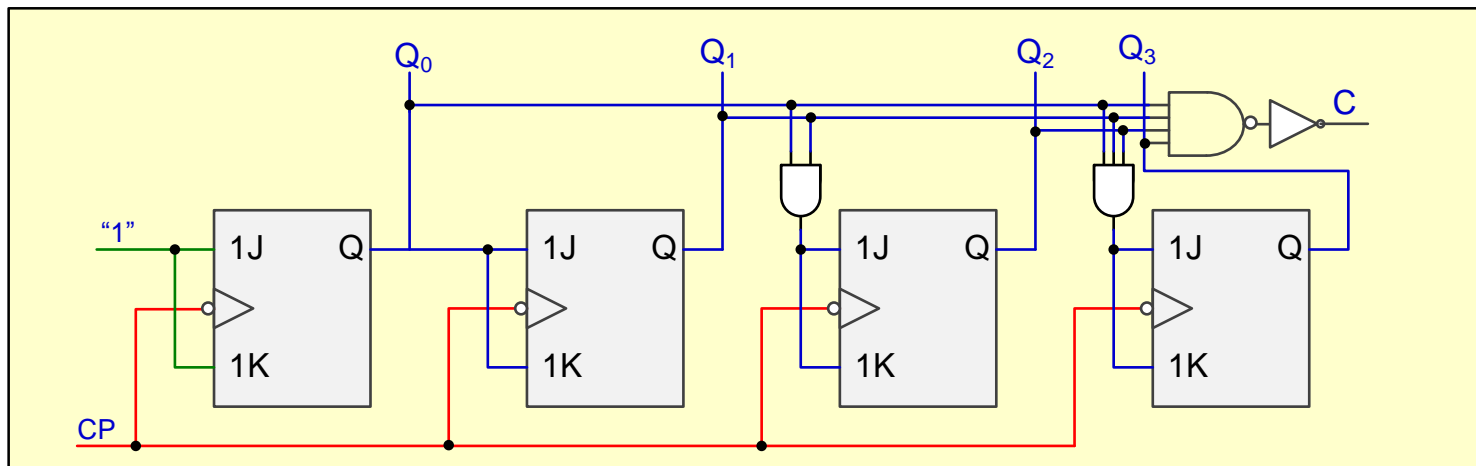 Q₀ Q₁ Q₂ Q₃
C
“1”
1J Q 1J Q 1J Q 1J Q
1K 1K 1K 1K
CP